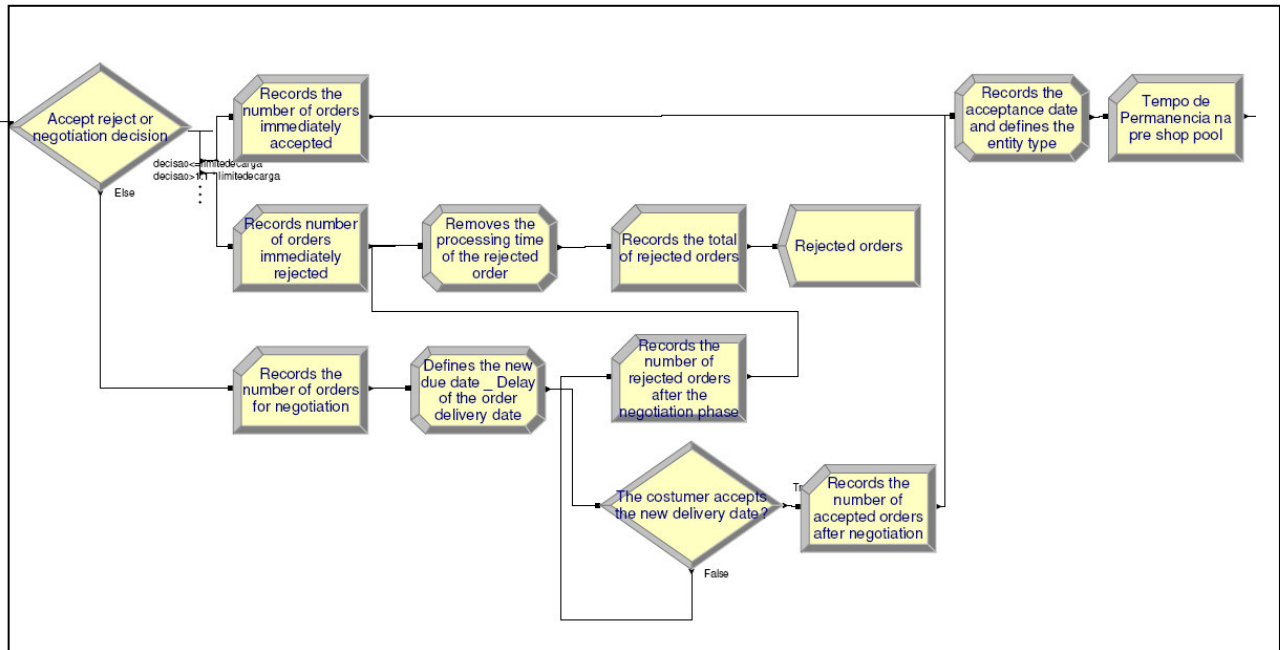 Accept reject or
negotiation decision
Else
decisao<=limitedecarga
limitedecarga
Records the
number of orders
immediately
accepted
Records the
acceptance date
and defines the
entity type
Tempo de
Permanencia na
pre shop pool
Records number
of orders
immediately
rejected
Removes the
processing time
of the rejected
order
Records the total
of rejected orders
Rejected orders
Records the
number of orders
for negotiation
Defines the new
due date _ Delay
of the order
delivery date
Records the
number of
rejected orders
after the
negotiation phase
The costumer accepts
the new delivery date?
False
Records the
number of
accepted orders
after negotiation